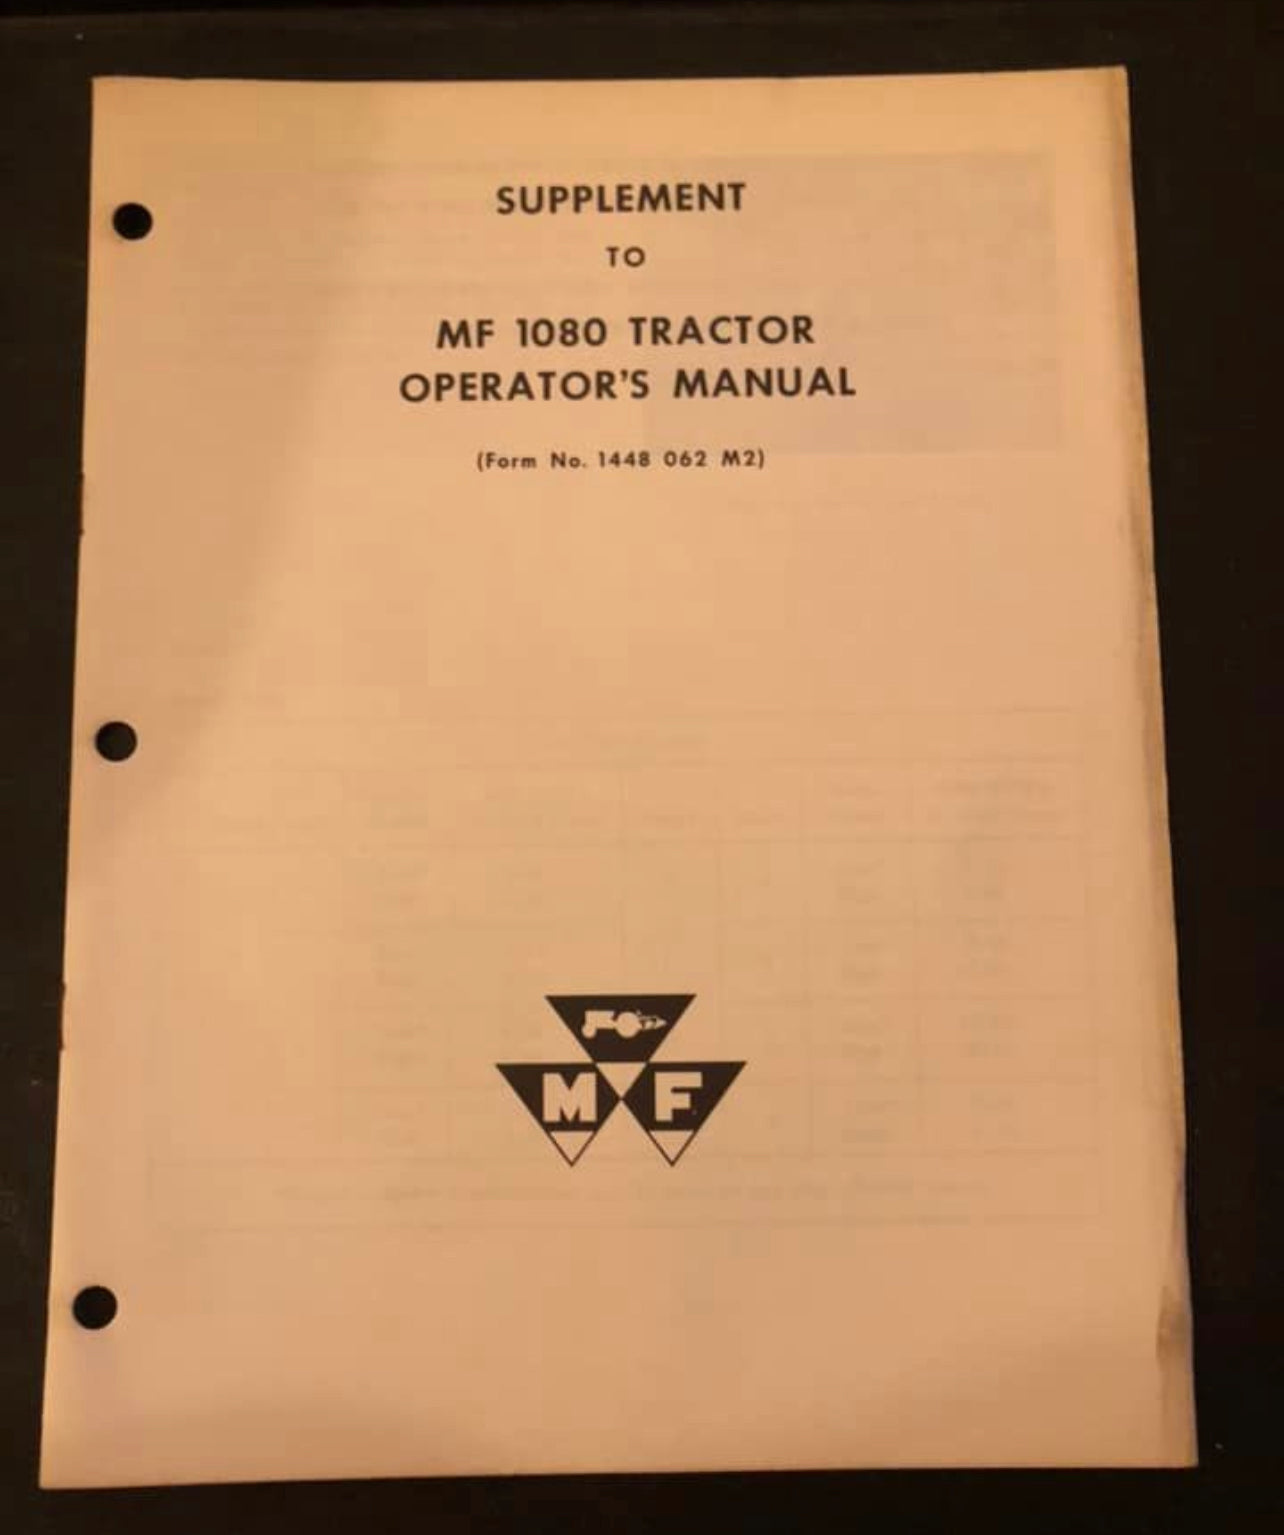 SUPPLEMENT
TO
MF 1080 TRACTOR
OPERATOR'S MANUAL
(Form No. 1448 062 M2)
M F